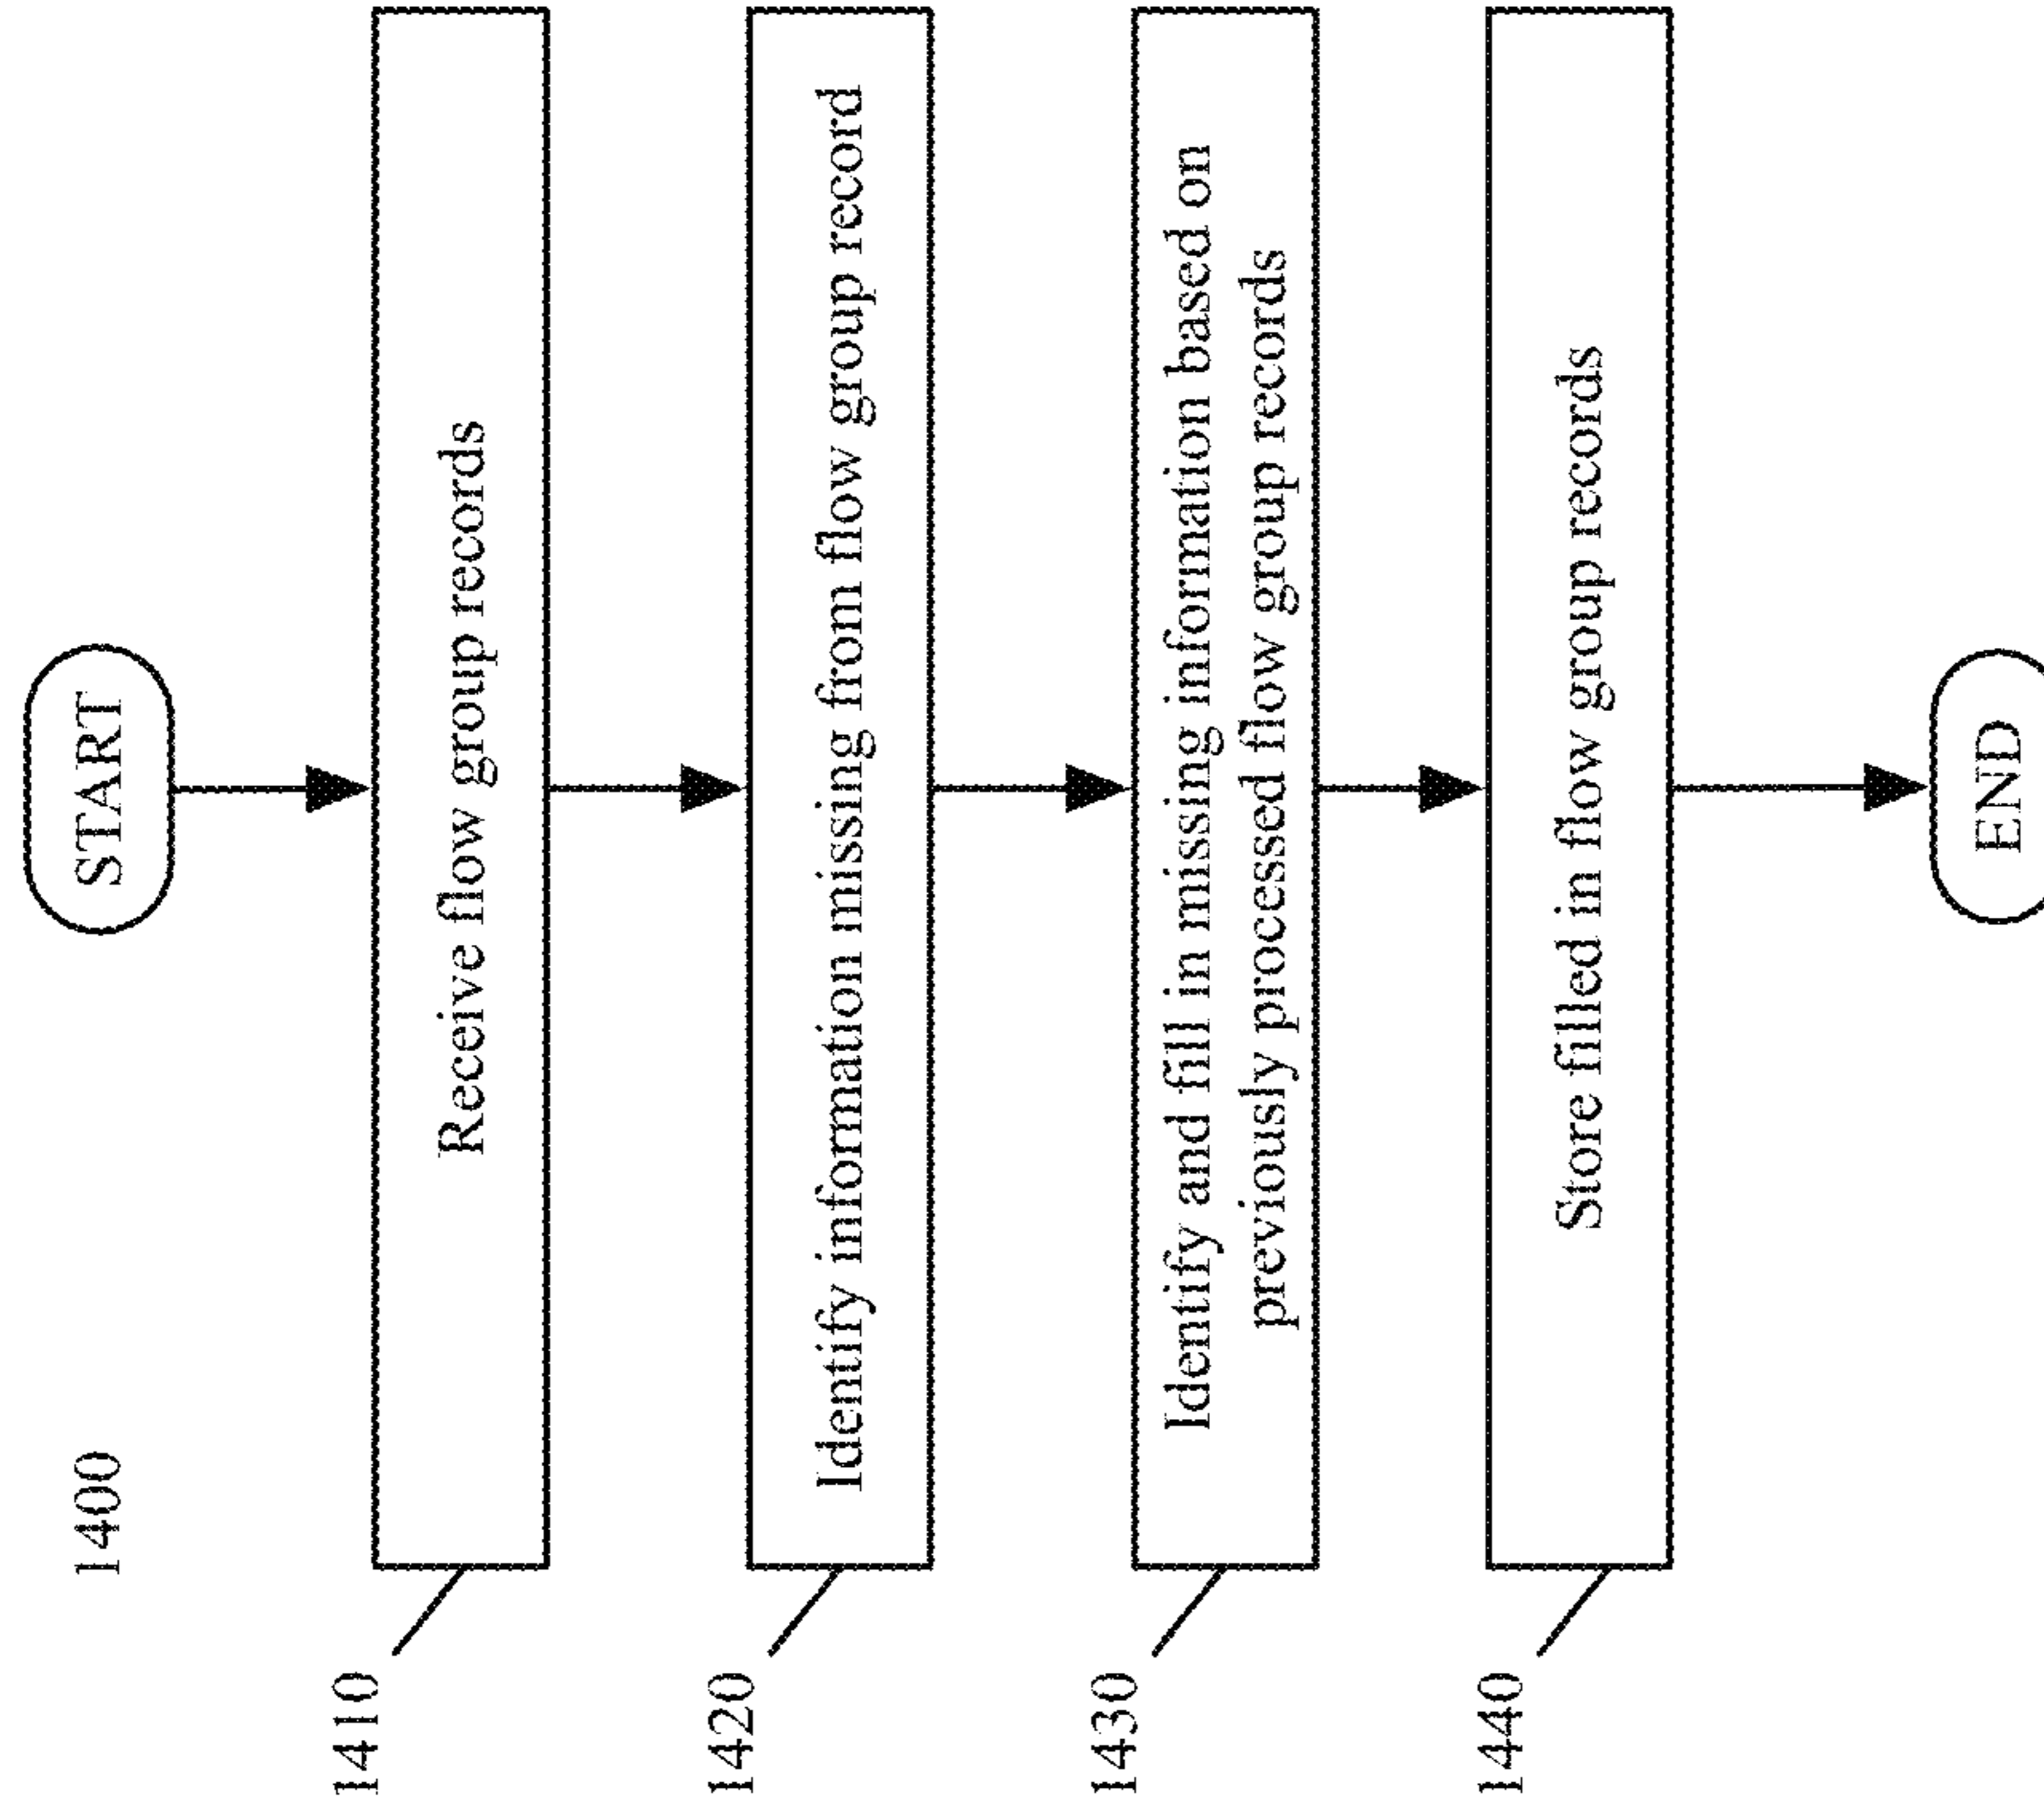 1400
START
1410
Receive flow group records
1420
Identify information missing from flow group record
1430
Identify and fill in missing information based on
previously processed flow group records
1440
Store filled in flow group records
END